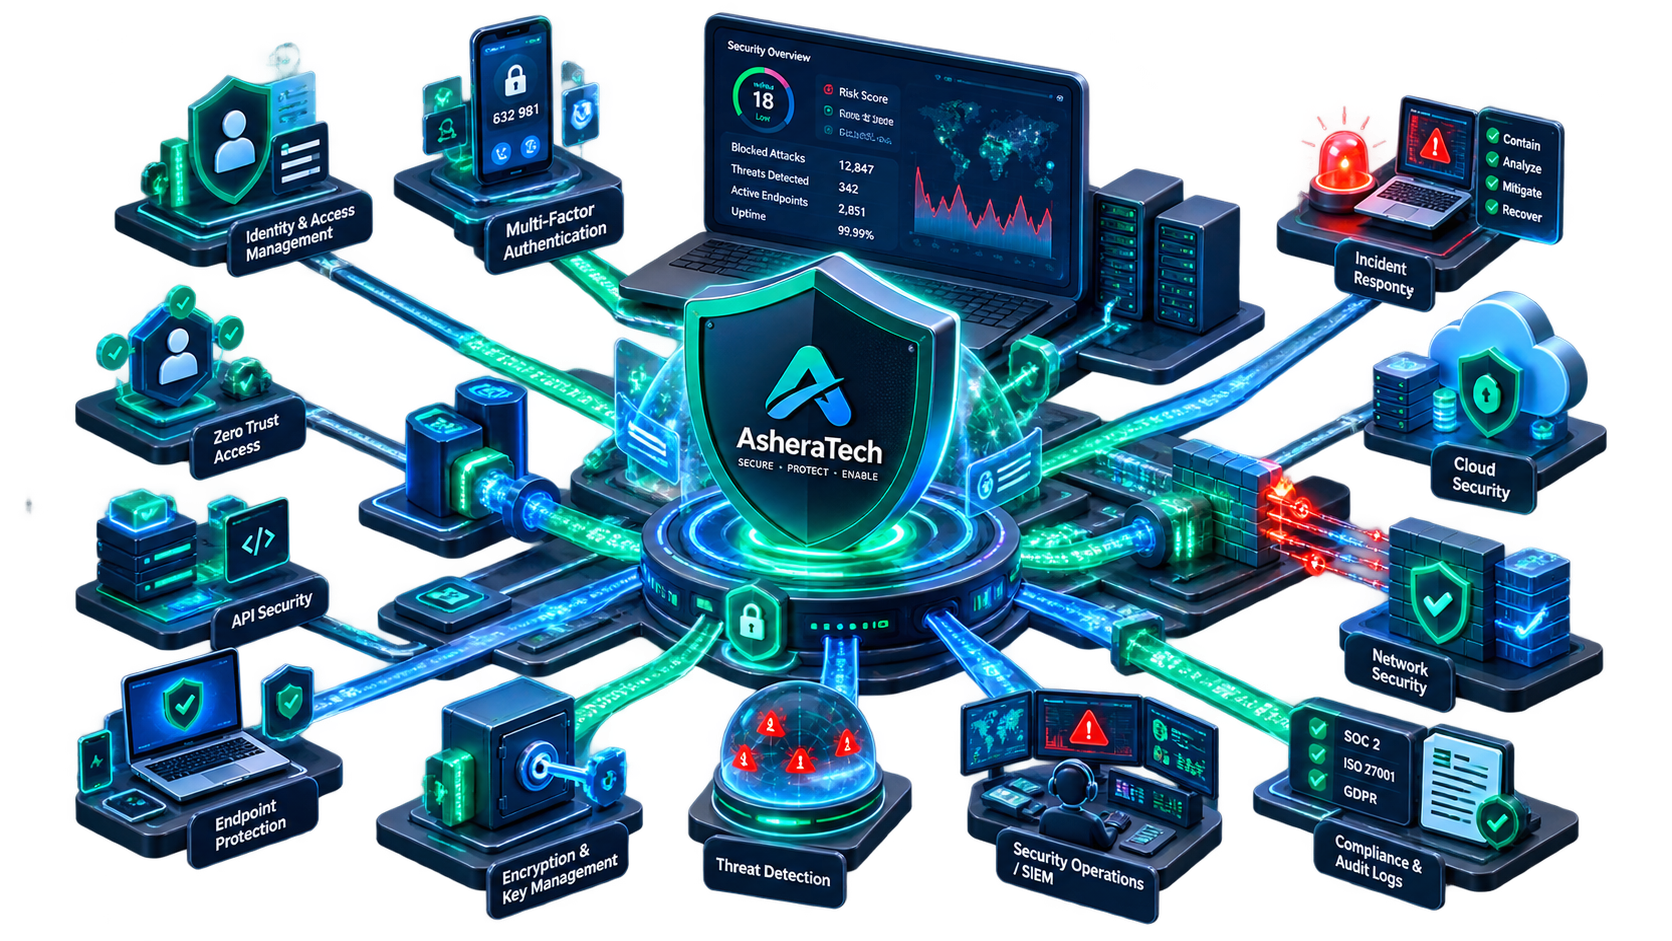 Security Overview
18
Low
Risk Score
Blocked Attacks 12,847
Threats Detected 342
Active Endpoints 2,851
Uptime 99.99%
632 981
Identity & Access
Management
Multi-Factor
Authentication
Contain
Analyze
Mitigate
Recover
Incident
Responty
Zero Trust
Access
AsheraTech
SECURE • PROTECT • ENABLE
Cloud
Security
</>
API Security
Network
Security
SOC 2
ISO 27001
GDPR
Endpoint
Protection
Encryption &
Key Management
Threat Detection
Security Operations
/ SIEM
Compliance &
Audit Logs